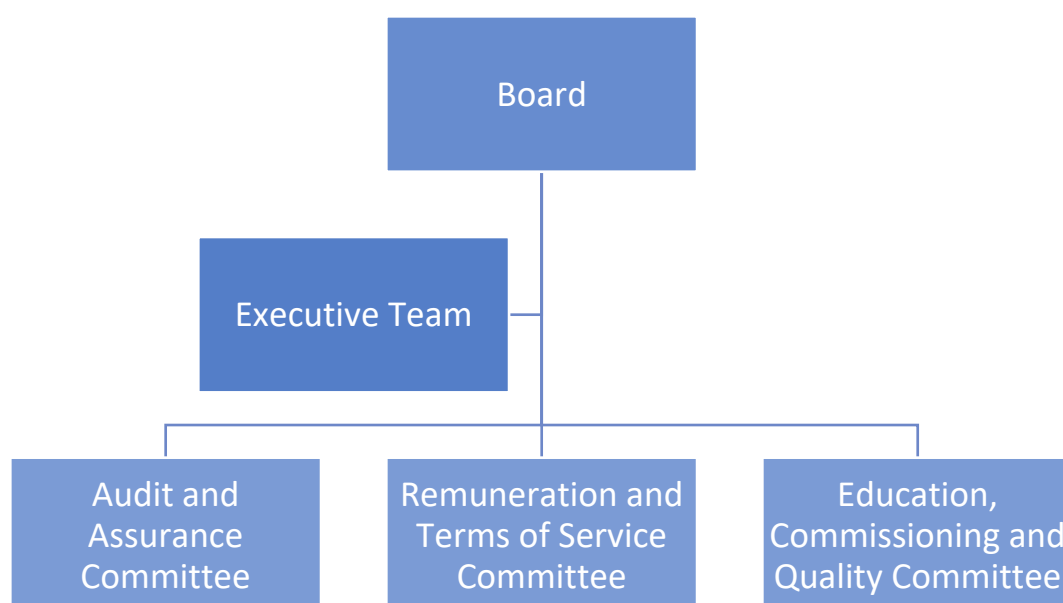 Board
Executive Team
Audit and
Assurance
Committee
Remuneration and
Terms of Service
Committee
Education,
Commissioning and
Quality Committee